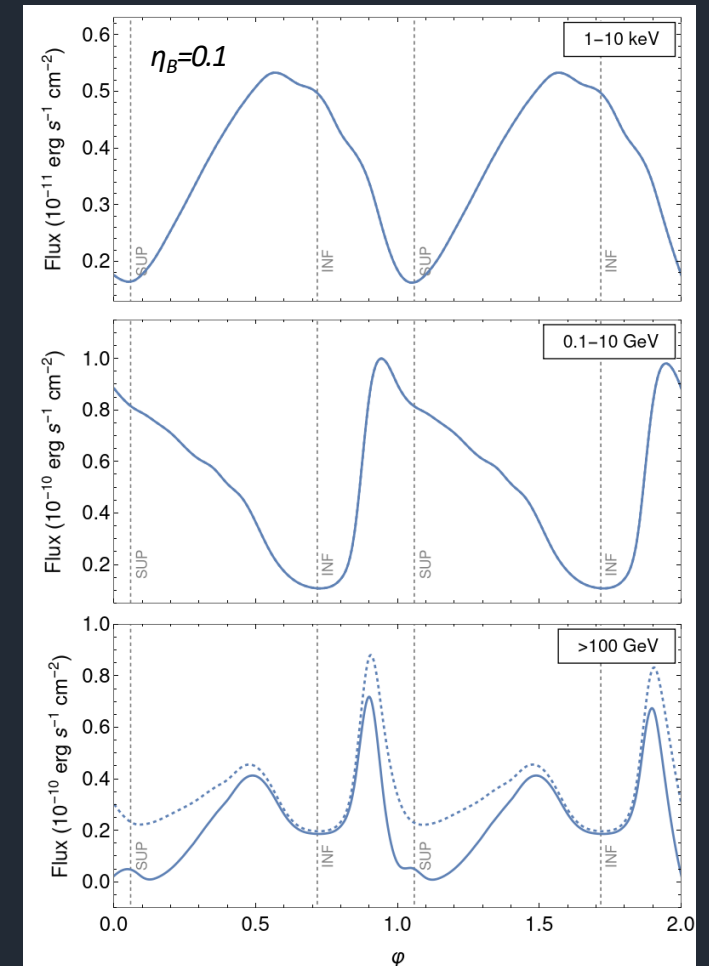 η_B=0.1
1−10 keV
Flux (10⁻¹¹ erg s⁻¹ cm⁻²)
0.6
0.5
0.4
0.3
0.2
SUP
INF
SUP
INF
0.1−10 GeV
Flux (10⁻¹⁰ erg s⁻¹ cm⁻²)
1.0
0.8
0.6
0.4
0.2
SUP
INF
SUP
INF
>100 GeV
Flux (10⁻¹⁰ erg s⁻¹ cm⁻²)
1.0
0.8
0.6
0.4
0.2
0.0
SUP
INF
SUP
INF
0.0 0.5 1.0 1.5 2.0
φ